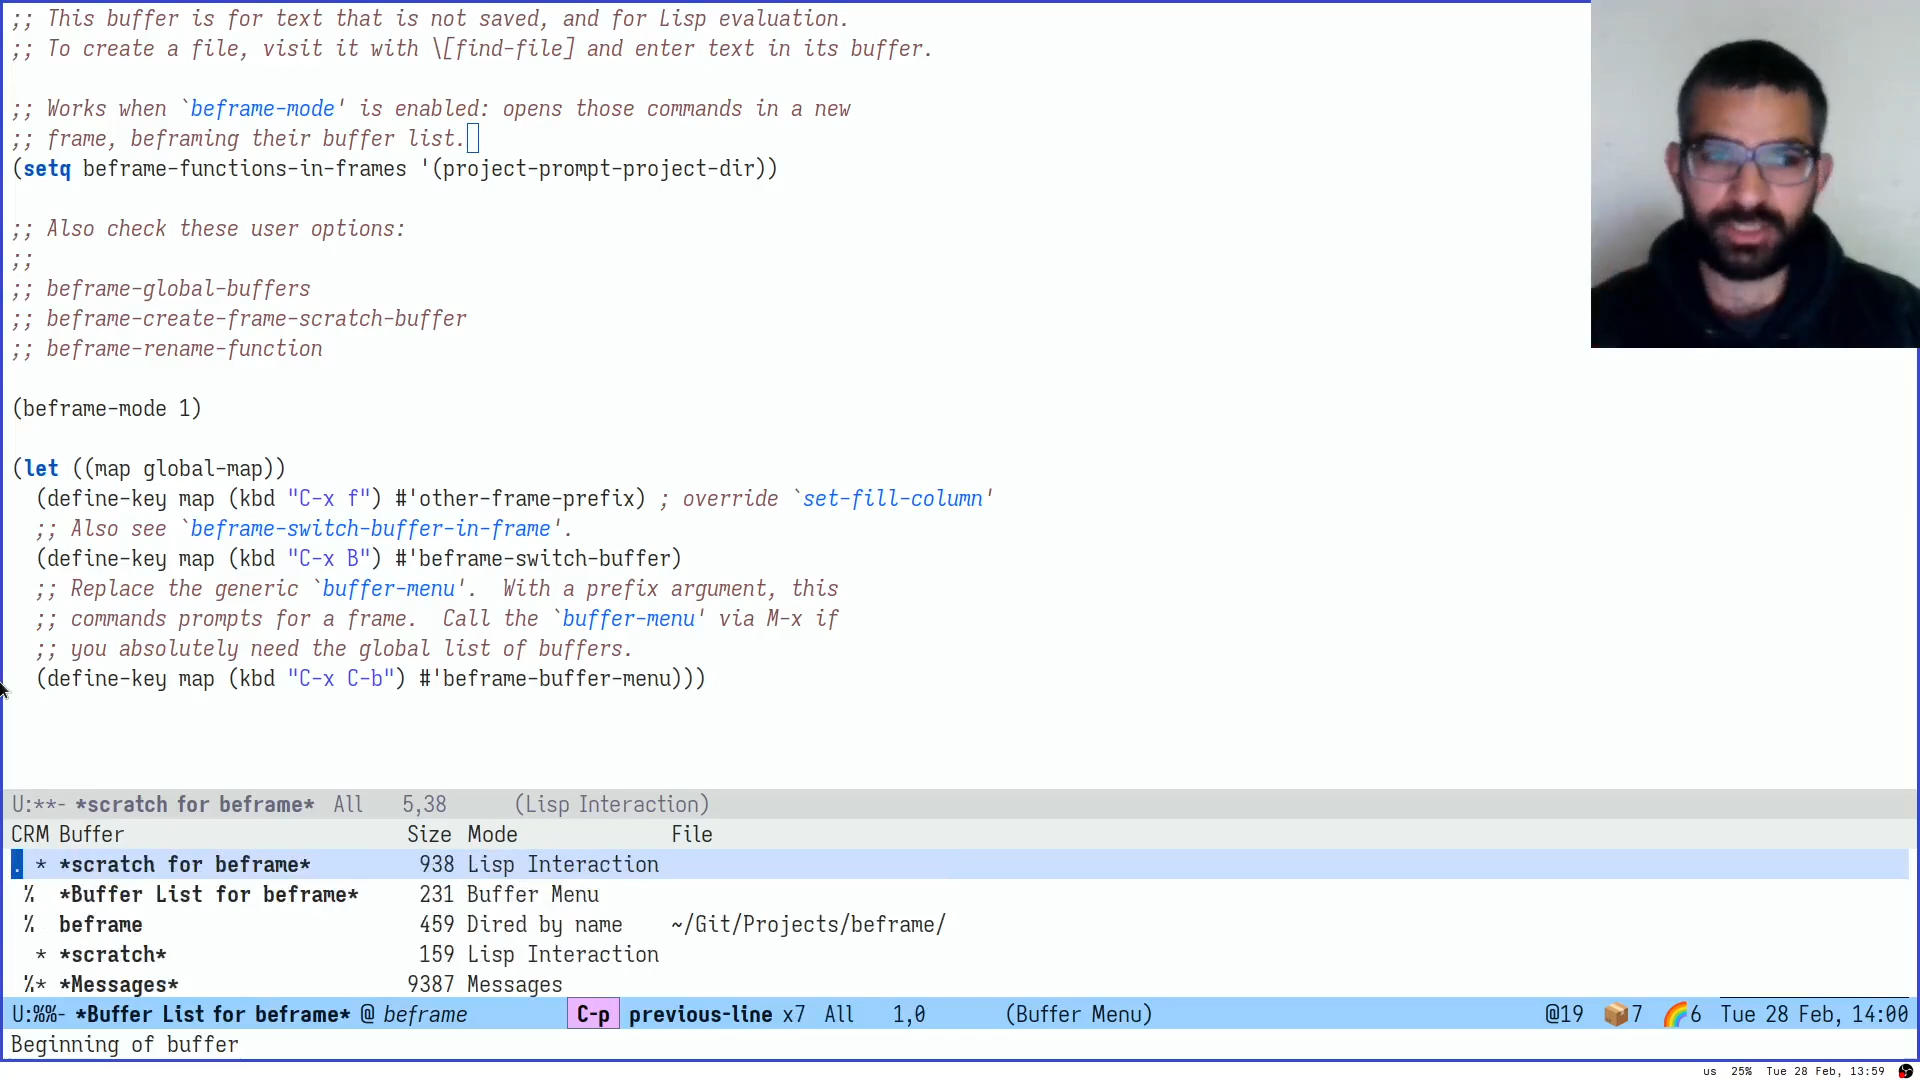 ;; This buffer is for text that is not saved, and for Lisp evaluation.
;; To create a file, visit it with \[find-file] and enter text in its buffer.
;; Works when `beframe-mode' is enabled: opens those commands in a new
;; frame, beframing their buffer list.
(setq beframe-functions-in-frames '(project-prompt-project-dir))
;; Also check these user options:
;;
;; beframe-global-buffers
;; beframe-create-frame-scratch-buffer
;; beframe-rename-function
(beframe-mode 1)
(let ((map global-map))
(define-key map (kbd "C-x f") #'other-frame-prefix) ; override `set-fill-column'
;; Also see `beframe-switch-buffer-in-frame'.
(define-key map (kbd "C-x B") #'beframe-switch-buffer)
;; Replace the generic `buffer-menu'.  With a prefix argument, this
;; commands prompts for a frame.  Call the `buffer-menu' via M-x if
;; you absolutely need the global list of buffers.
(define-key map (kbd "C-x C-b") #'beframe-buffer-menu)))
U:**- *scratch for beframe* All 5,38 (Lisp Interaction)
CRM Buffer Size Mode File
. * *scratch for beframe* 938 Lisp Interaction
% *Buffer List for beframe* 231 Buffer Menu
% beframe 459 Dired by name ~/Git/Projects/beframe/
* *scratch* 159 Lisp Interaction
%* *Messages* 9387 Messages
U:%%- *Buffer List for beframe* @ beframe C-p previous-line x7 All 1,0 (Buffer Menu) @19 📦7 🌈6 Tue 28 Feb, 14:00
Beginning of buffer
us 25% Tue 28 Feb, 13:59